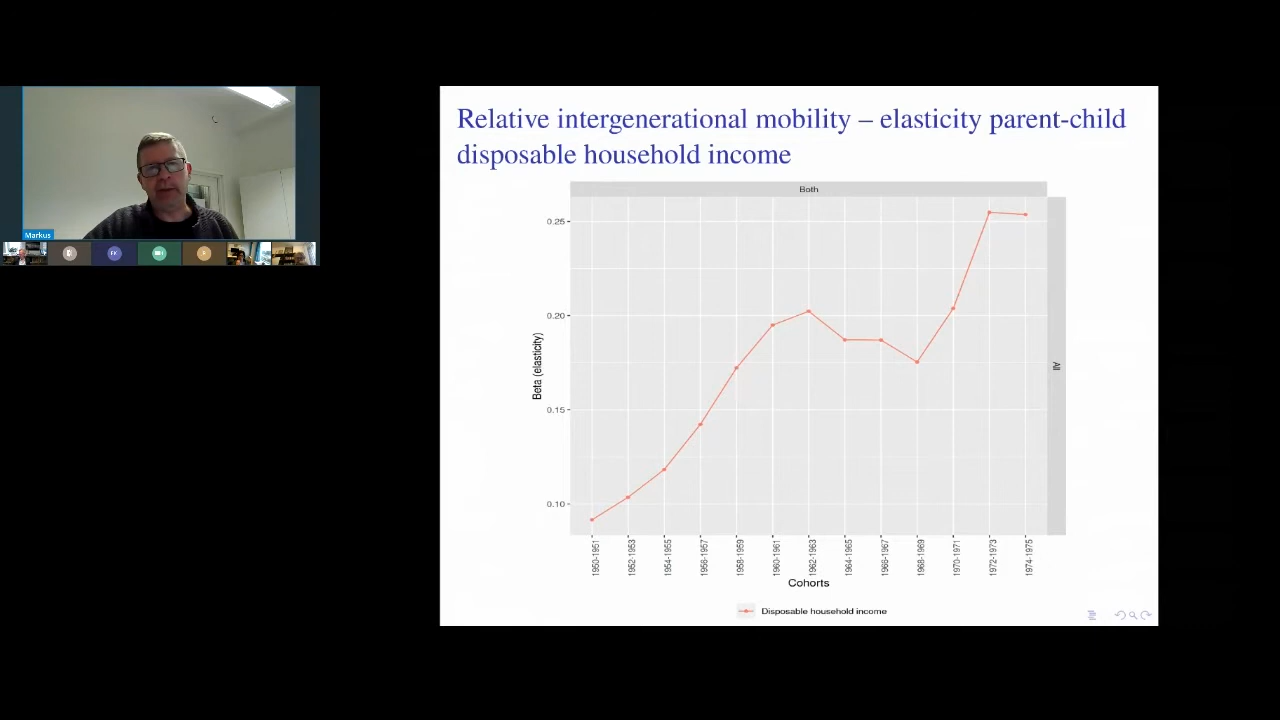 Relative intergenerational mobility – elasticity parent-child
disposable household income
Markus
FK
Both
0.25
0.20
0.15
0.10
Beta (elasticity)
All
1950-1951
1952-1953
1954-1955
1956-1957
1958-1959
1960-1961
1962-1963
1964-1965
1966-1967
1968-1969
1970-1971
1972-1973
1974-1975
Cohorts
Disposable household income